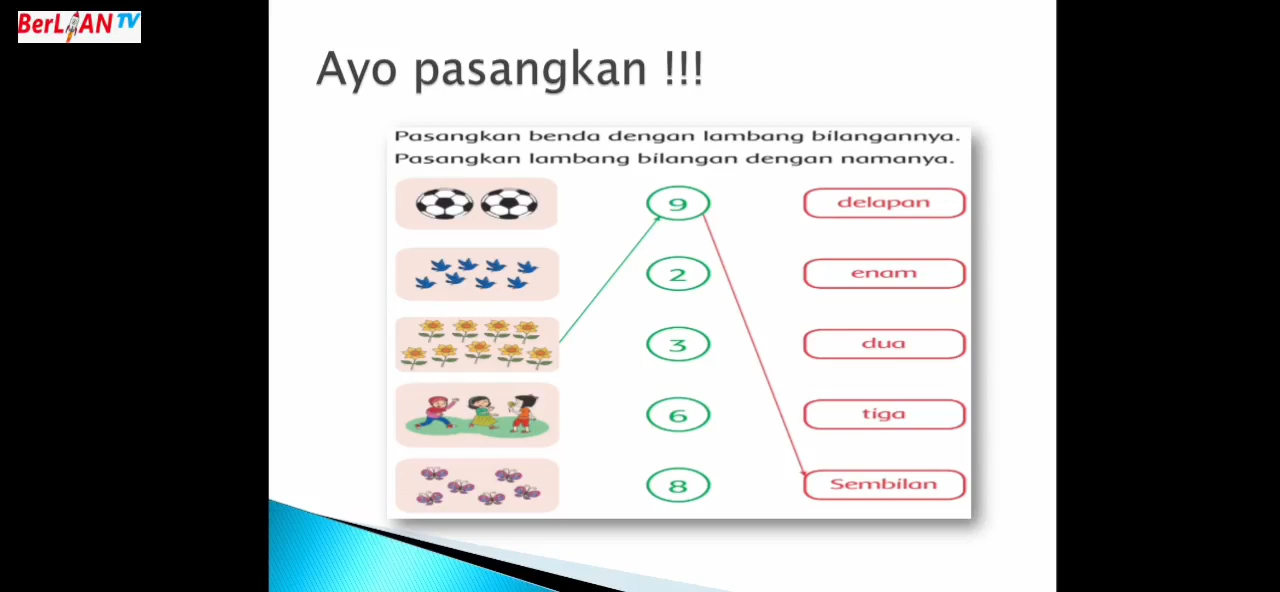 BerLIAN TV
Ayo pasangkan !!!
Pasangkan benda dengan lambang bilangannya.
Pasangkan lambang bilangan dengan namanya.
9 delapan
2 enam
3 dua
6 tiga
8 Sembilan